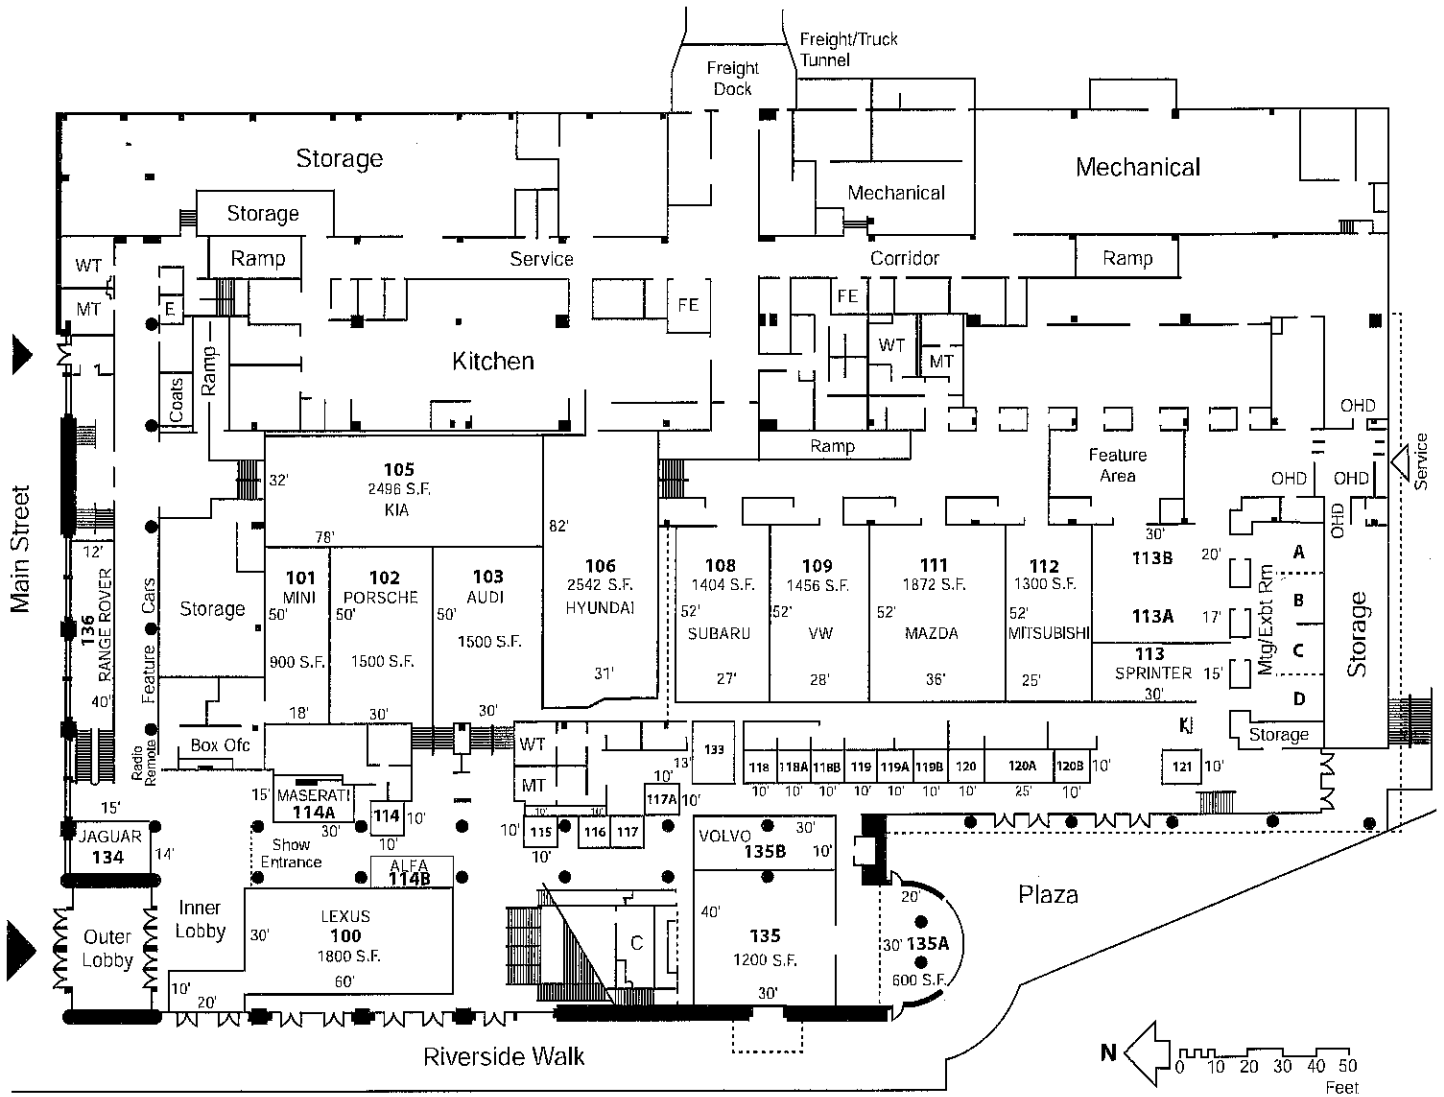 Freight/Truck
Tunnel
Freight
Dock
Storage
Mechanical
Mechanical
Storage
WT
Ramp
Service
Corridor
Ramp
MT
E
FE
FE
WT
MT
Kitchen
Ramp
Coats
OHD
Ramp
Feature
Area
OHD
OHD
OHD
Service
Main Street
105
2496 S.F.
KIA
32'
78'
82'
106
2542 S.F.
HYUNDAI
31'
12'
136
RANGE ROVER
40'
Feature Cars
Radio
Remote
Storage
101
MINI
50'
900 S.F.
18'
102
PORSCHE
50'
1500 S.F.
30'
103
AUDI
50'
1500 S.F.
30'
108
1404 S.F.
52'
SUBARU
27'
109
1456 S.F.
52'
VW
28'
111
1872 S.F.
52'
MAZDA
36'
112
1300 S.F.
52'
MITSUBISHI
25'
30'
113B
20'
113A
17'
113
SPRINTER
15'
30'
Mtg/Exbt Rm
A
B
C
D
Storage
Storage
K
Box Ofc
WT
MT
13'
133
118
118A
118B
119
119A
119B
120
120A
120B
10'
10'
10'
10'
10'
10'
10'
10'
25'
10'
121
10'
15'
MASERATI
114A
30'
114
10'
10'
10'
117A
10'
10'
10'
10'
115
116
117
10'
15'
JAGUAR
134
14'
Show
Entrance
ALFA
114B
VOLVO
30'
135B
10'
Outer
Lobby
Inner
Lobby
10'
20'
LEXUS
100
1800 S.F.
30'
60'
C
40'
135
1200 S.F.
30'
20'
30'
135A
600 S.F.
Plaza
Riverside Walk
N
0 10 20 30 40 50
Feet